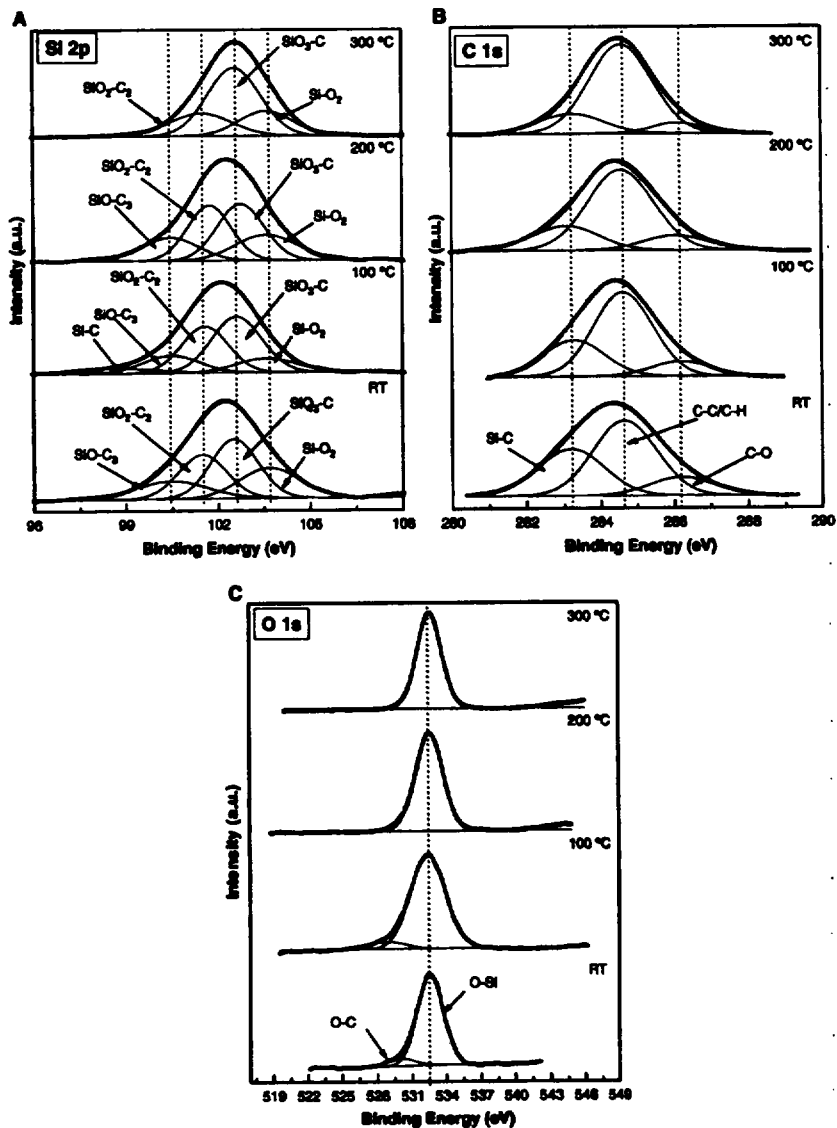 A
Si 2p
300 °C
SiO₃-C
SiO₂-C₂
Si-O₂
200 °C
SiO₂-C₂
SiO₃-C
SiO-C₃
Si-O₂
100 °C
SiO₂-C₂
SiO₃-C
SiO-C₃
Si-C
Si-O₂
RT
SiO₂-C₂
SiO₃-C
SiO-C₃
Si-O₂
96 99 102 105 108
Binding Energy (eV)
Intensity (a.u.)
B
C 1s
300 °C
200 °C
100 °C
RT
Si-C
C-C/C-H
C-O
280 282 284 286 288 290
Binding Energy (eV)
Intensity (a.u.)
C
O 1s
300 °C
200 °C
100 °C
RT
O-Si
O-C
519 522 525 528 531 534 537 540 543 546 549
Binding Energy (eV)
Intensity (a.u.)